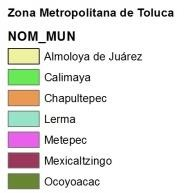 Zona Metropolitana de Toluca
NOM_MUN
Almoloya de Juárez
Calimaya
Chapultepec
Lerma
Metepec
Mexicaltzingo
Ocoyoacac